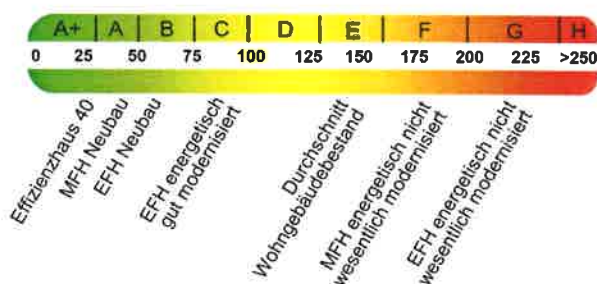 A+ A B C D E F G H
0 25 50 75 100 125 150 175 200 225 >250
Effizienzhaus 40
MFH Neubau
EFH Neubau
EFH energetisch
gut modernisiert
Durchschnitt
Wohngebäudebestand
MFH energetisch nicht
wesentlich modernisiert
EFH energetisch nicht
wesentlich modernisiert